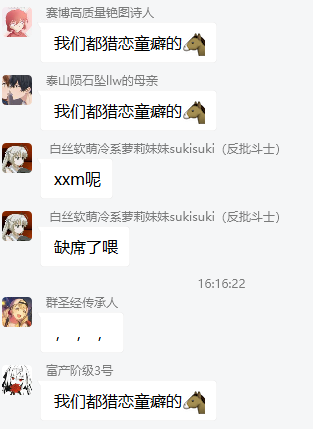 赛博高质量铯图诗人
我们都猎恋童癖的🐴
泰山陨石坠llw的母亲
我们都猎恋童癖的🐴
白丝软萌冷系萝莉妹妹sukisuki（反批斗士）
xxm呢
白丝软萌冷系萝莉妹妹sukisuki（反批斗士）
缺席了喂
16:16:22
群圣经传承人
，，，
富产阶级3号
我们都猎恋童癖的🐴